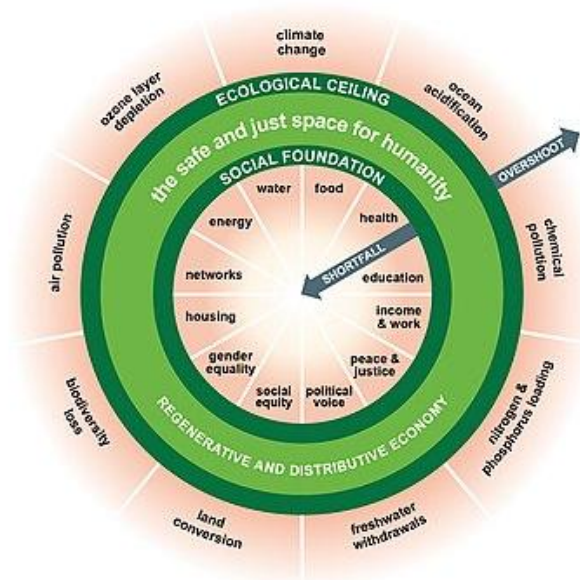 climate
change
ocean
acidification
chemical
pollution
nitrogen &
phosphorus loading
freshwater
withdrawals
land
conversion
biodiversity
loss
air pollution
ozone layer
depletion
ECOLOGICAL CEILING
the safe and just space for humanity
SOCIAL FOUNDATION
OVERSHOOT
SHORTFALL
water
food
health
education
income
& work
peace &
justice
political
voice
social
equity
gender
equality
housing
networks
energy
REGENERATIVE AND DISTRIBUTIVE ECONOMY